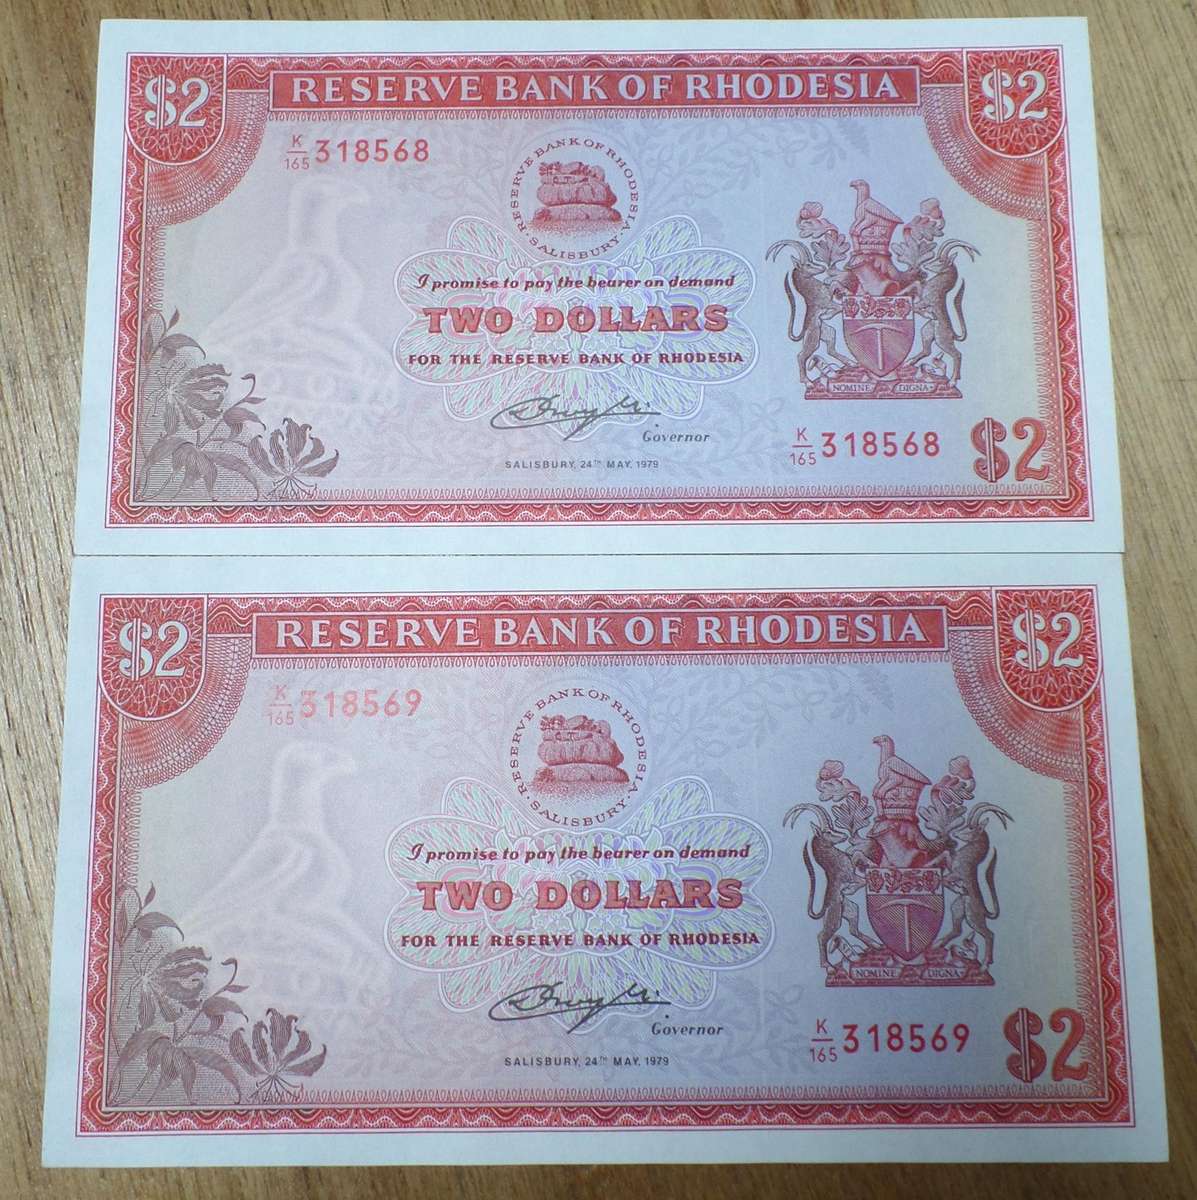 $2 RESERVE BANK OF RHODESIA $2
K/165 318568
RESERVE BANK OF RHODESIA · SALISBURY ·
I promise to pay the bearer on demand
TWO DOLLARS
FOR THE RESERVE BANK OF RHODESIA
NOMINE DIGNA
Governor
K/165 318568 $2
SALISBURY, 24TH MAY, 1979
$2 RESERVE BANK OF RHODESIA $2
K/165 318569
RESERVE BANK OF RHODESIA · SALISBURY ·
I promise to pay the bearer on demand
TWO DOLLARS
FOR THE RESERVE BANK OF RHODESIA
NOMINE DIGNA
Governor
K/165 318569 $2
SALISBURY, 24TH MAY, 1979